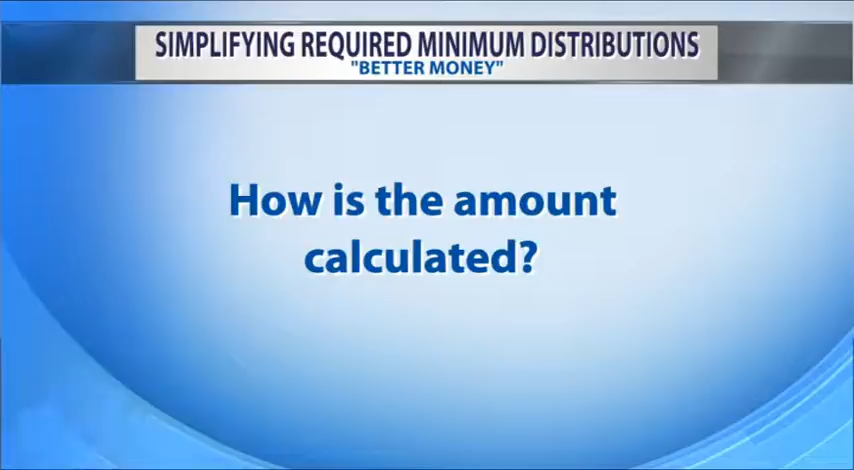 SIMPLIFYING REQUIRED MINIMUM DISTRIBUTIONS
"BETTER MONEY"
How is the amount
calculated?